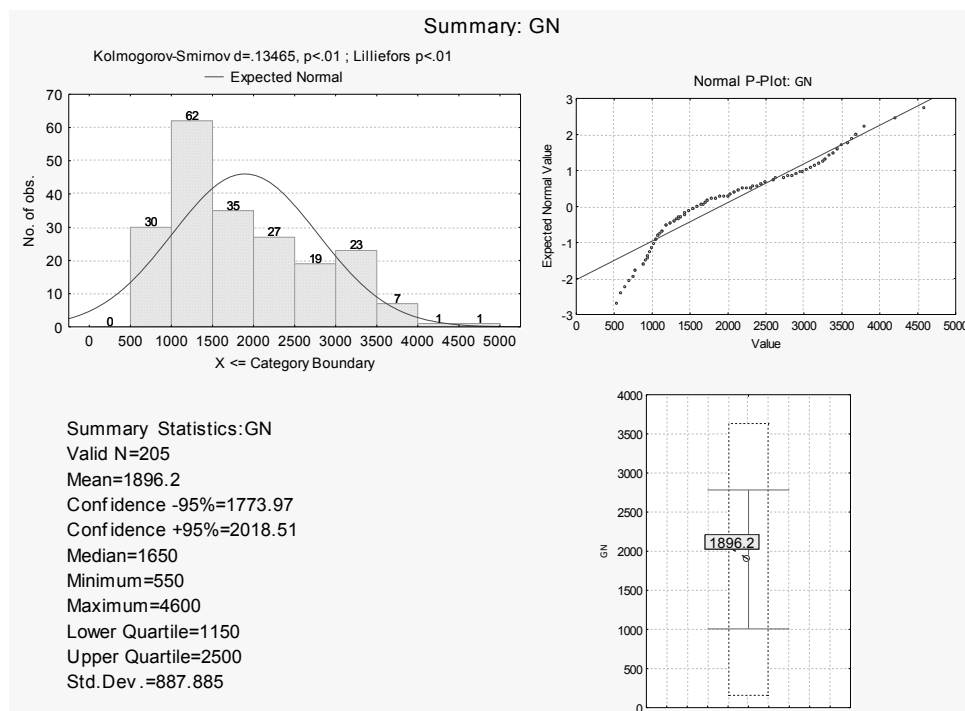 Summary: GN
Kolmogorov-Smirnov d=.13465, p<.01 ; Lilliefors p<.01
Expected Normal
70
60
50
40
30
20
10
0
No. of obs.
0
30
62
35
27
19
23
7
1
1
0 500 1000 1500 2000 2500 3000 3500 4000 4500 5000
X <= Category Boundary
Normal P-Plot: GN
3
2
1
0
-1
-2
-3
Expected Normal Value
0 500 1000 1500 2000 2500 3000 3500 4000 4500 5000
Value
Summary Statistics:GN
Valid N=205
Mean=1896.2
Confidence -95%=1773.97
Confidence +95%=2018.51
Median=1650
Minimum=550
Maximum=4600
Lower Quartile=1150
Upper Quartile=2500
Std.Dev.=887.885
4000
3500
3000
2500
2000
1500
1000
500
0
GN
1896.2